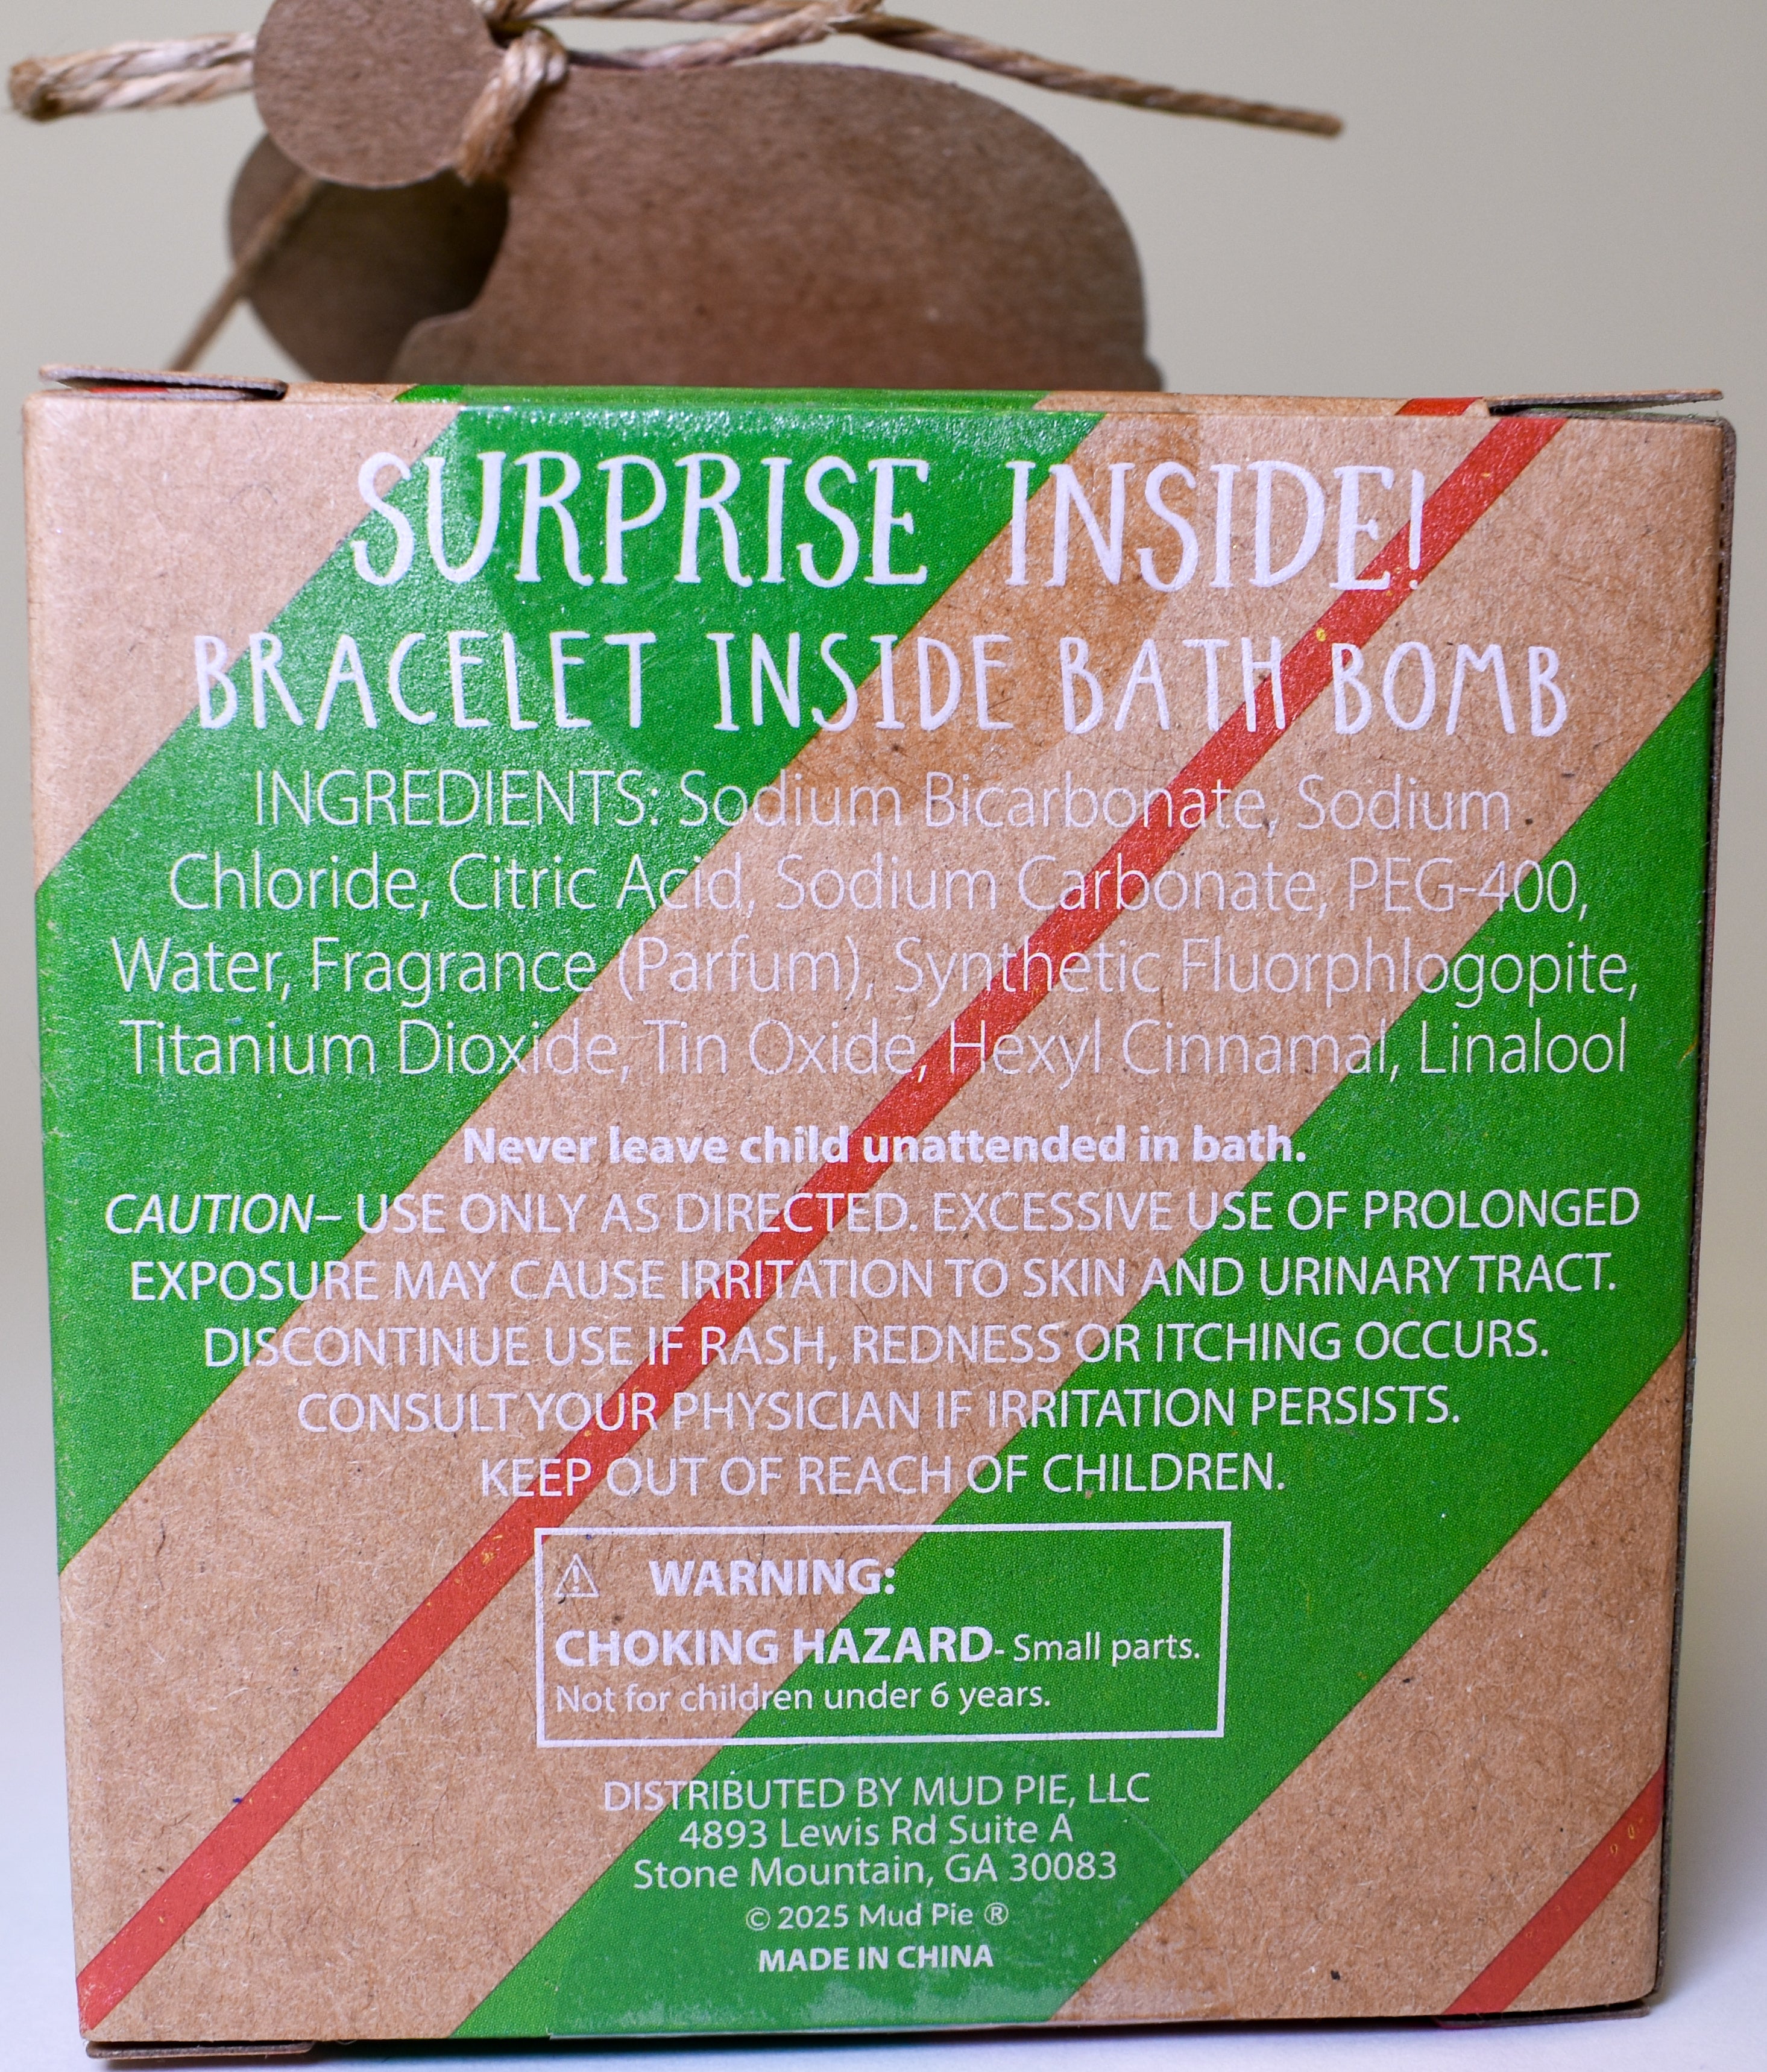 SURPRISE INSIDE!
BRACELET INSIDE BATH BOMB
INGREDIENTS: Sodium Bicarbonate, Sodium
Chloride, Citric Acid, Sodium Carbonate, PEG-400,
Water, Fragrance (Parfum), Synthetic Fluorphlogopite,
Titanium Dioxide, Tin Oxide, Hexyl Cinnamal, Linalool
Never leave child unattended in bath.
CAUTION– USE ONLY AS DIRECTED. EXCESSIVE USE OF PROLONGED
EXPOSURE MAY CAUSE IRRITATION TO SKIN AND URINARY TRACT.
DISCONTINUE USE IF RASH, REDNESS OR ITCHING OCCURS.
CONSULT YOUR PHYSICIAN IF IRRITATION PERSISTS.
KEEP OUT OF REACH OF CHILDREN.
⚠ WARNING:
CHOKING HAZARD- Small parts.
Not for children under 6 years.
DISTRIBUTED BY MUD PIE, LLC
4893 Lewis Rd Suite A
Stone Mountain, GA 30083
© 2025 Mud Pie ®
MADE IN CHINA